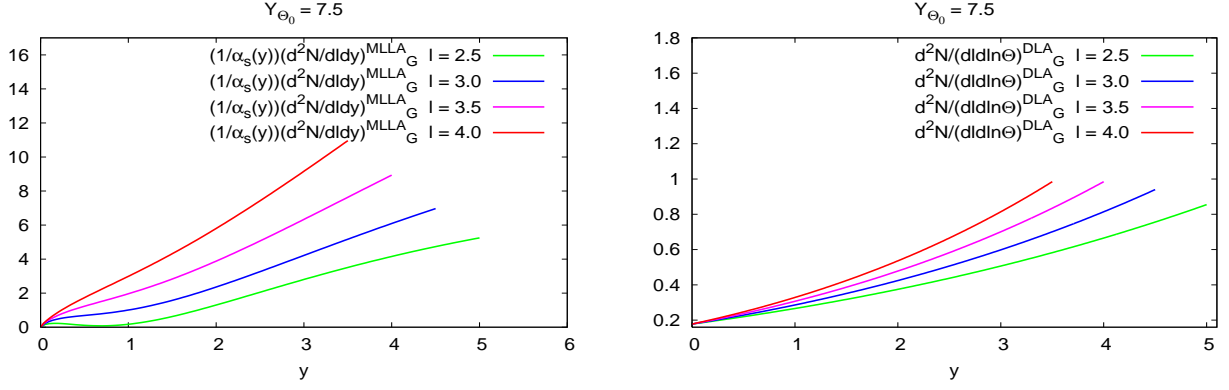 Y_Θ₀ = 7.5
(1/α_s(y))(d²N/dldy)^MLLA_G l = 2.5
(1/α_s(y))(d²N/dldy)^MLLA_G l = 3.0
(1/α_s(y))(d²N/dldy)^MLLA_G l = 3.5
(1/α_s(y))(d²N/dldy)^MLLA_G l = 4.0
16
14
12
10
8
6
4
2
0
0 1 2 3 4 5 6
y
Y_Θ₀ = 7.5
d²N/(dldlnΘ)^DLA_G l = 2.5
d²N/(dldlnΘ)^DLA_G l = 3.0
d²N/(dldlnΘ)^DLA_G l = 3.5
d²N/(dldlnΘ)^DLA_G l = 4.0
1.8
1.6
1.4
1.2
1
0.8
0.6
0.4
0.2
0 1 2 3 4 5
y